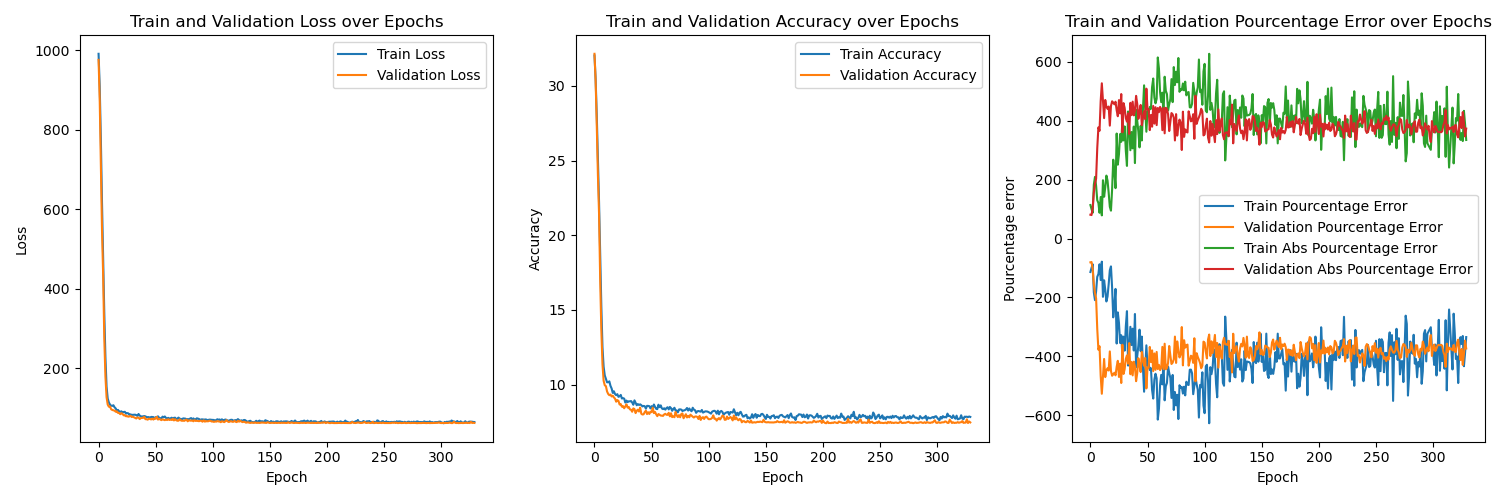 Train and Validation Loss over Epochs
Loss
1000
800
600
400
200
0
50
100
150
200
250
300
Epoch
Train Loss
Validation Loss
Train and Validation Accuracy over Epochs
Accuracy
30
25
20
15
10
0
50
100
150
200
250
300
Epoch
Train Accuracy
Validation Accuracy
Train and Validation Pourcentage Error over Epochs
Pourcentage error
600
400
200
0
−200
−400
−600
0
50
100
150
200
250
300
Epoch
Train Pourcentage Error
Validation Pourcentage Error
Train Abs Pourcentage Error
Validation Abs Pourcentage Error